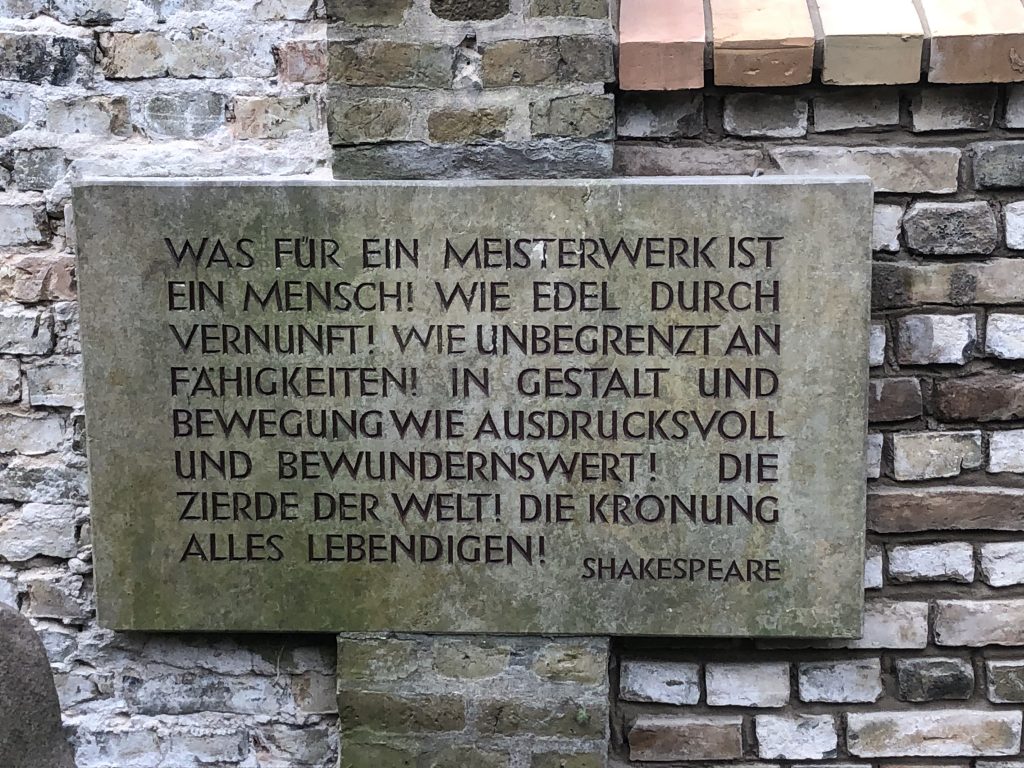 WAS FÜR EIN MEISTERWERK IST
EIN MENSCH! WIE EDEL DURCH
VERNUNFT! WIE UNBEGRENZT AN
FÄHIGKEITEN! IN GESTALT UND
BEWEGUNG WIE AUSDRUCKSVOLL
UND BEWUNDERNSWERT! DIE
ZIERDE DER WELT! DIE KRÖNUNG
ALLES LEBENDIGEN!
SHAKESPEARE